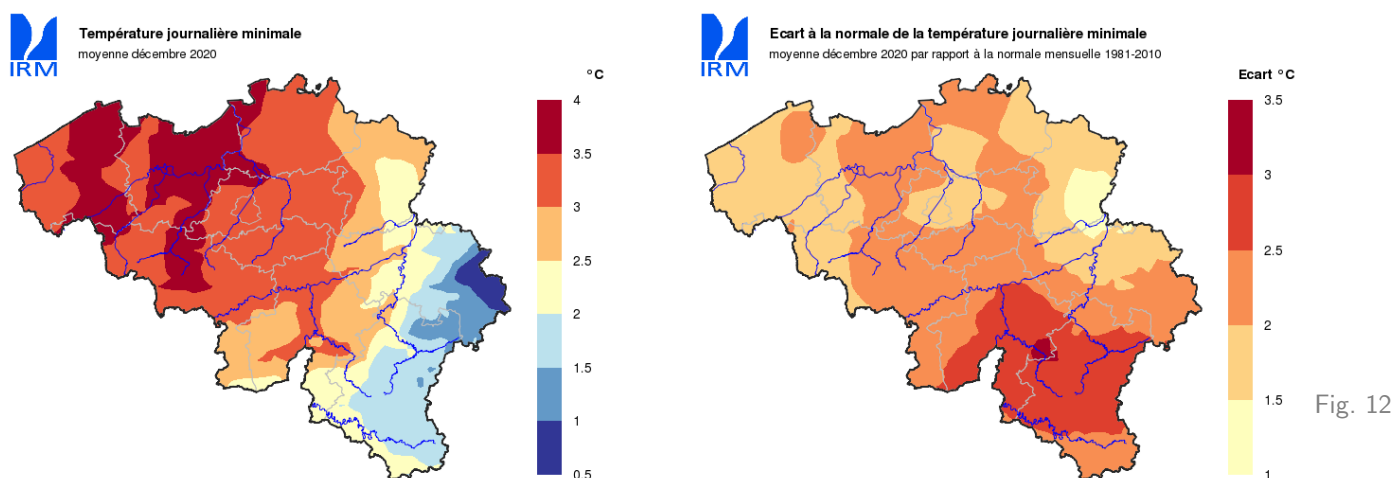 Température journalière minimale
moyenne décembre 2020
IRM
°C
4
3.5
3
2.5
2
1.5
1
0.5
Ecart à la normale de la température journalière minimale
moyenne décembre 2020 par rapport à la normale mensuelle 1981-2010
IRM
Ecart °C
3.5
3
2.5
2
1.5
1
Fig. 12